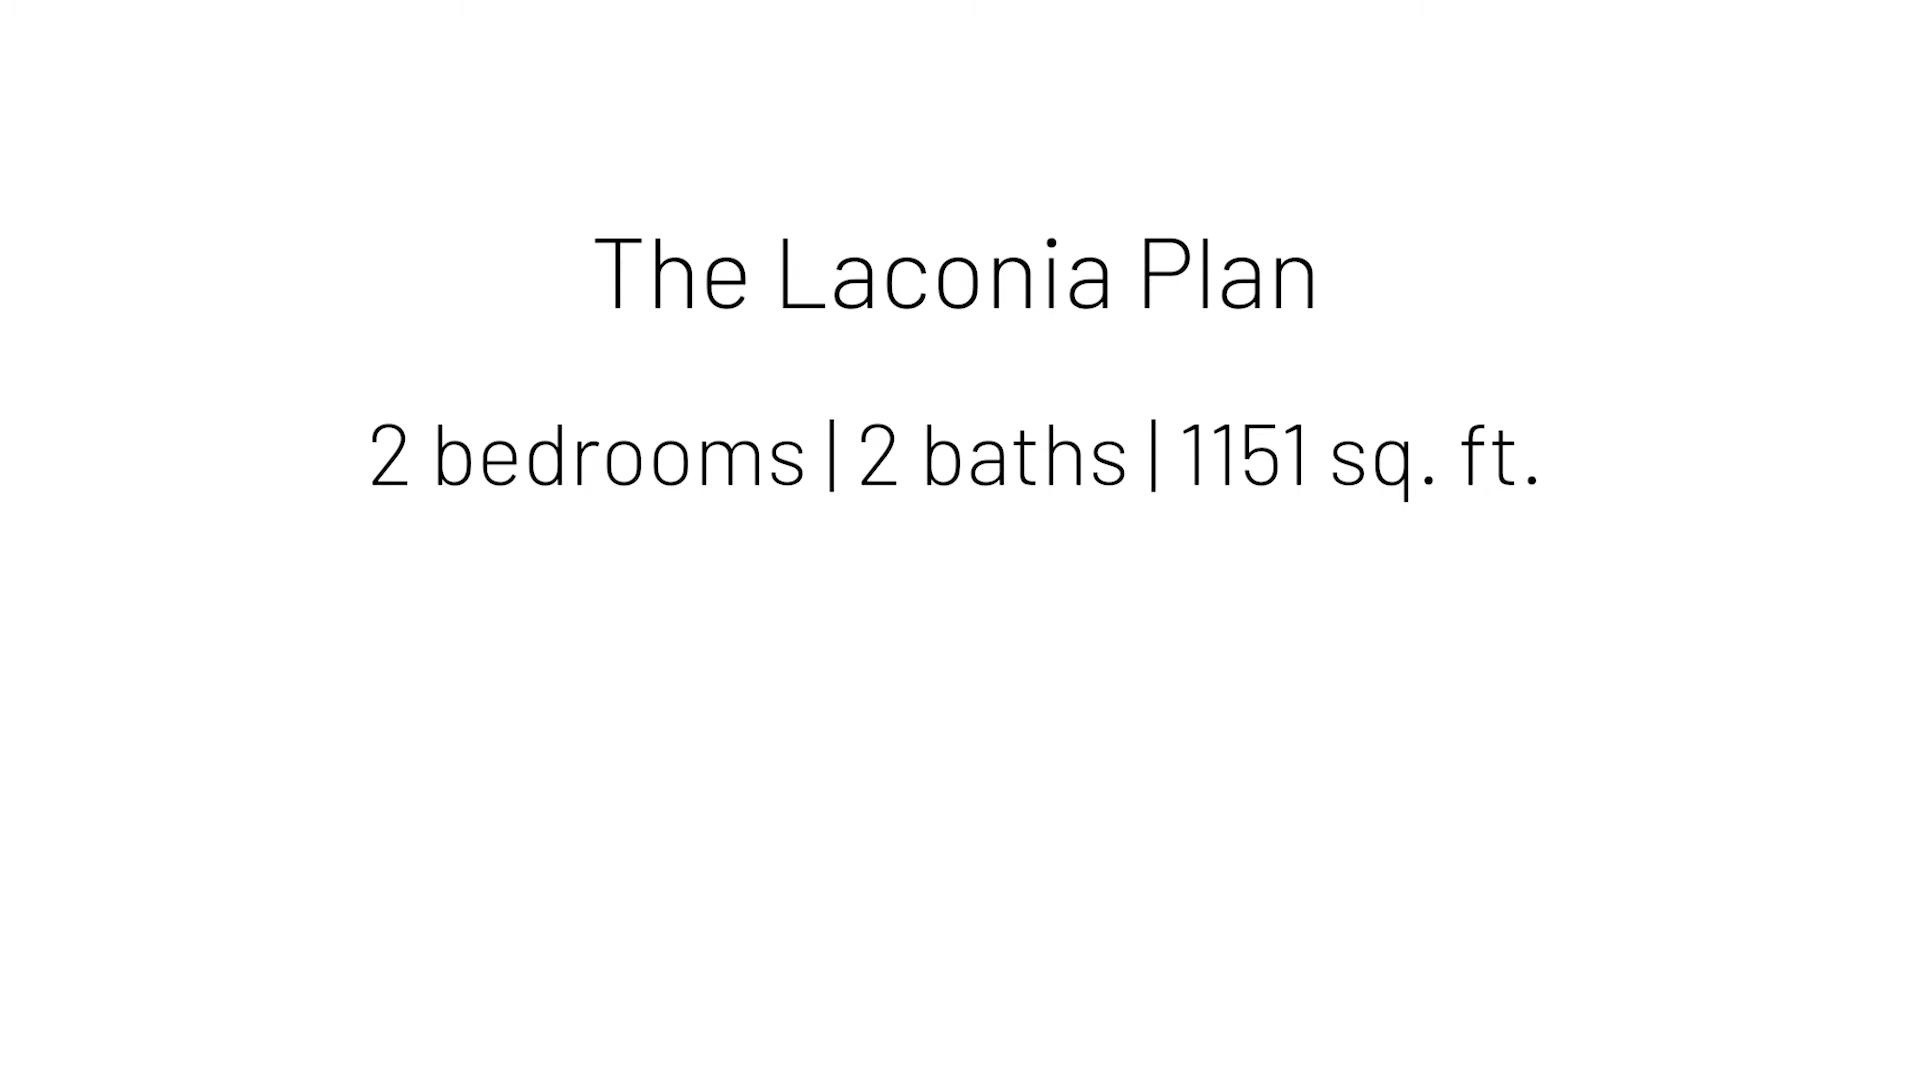 The Laconia Plan
2 bedrooms | 2 baths | 1151 sq. ft.